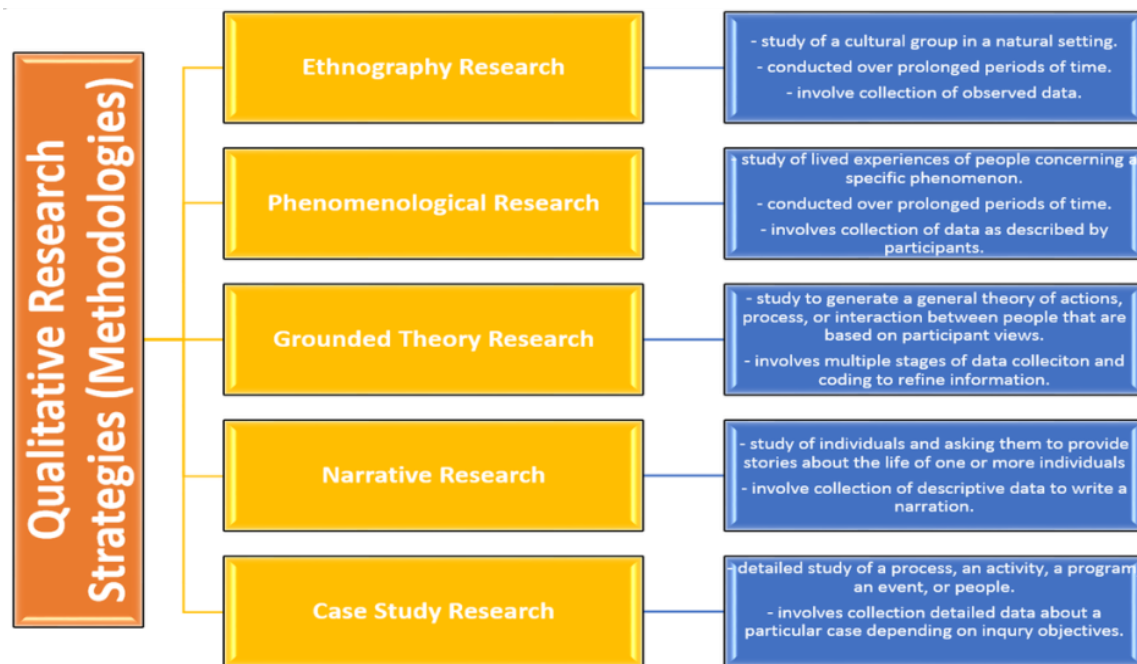 Qualitative Research
Strategies (Methodologies)
Ethnography Research
- study of a cultural group in a natural setting.
- conducted over prolonged periods of time.
- involve collection of observed data.
Phenomenological Research
study of lived experiences of people concerning a
specific phenomenon.
- conducted over prolonged periods of time.
- involves collection of data as described by
participants.
Grounded Theory Research
- study to generate a general theory of actions,
process, or interaction between people that are
based on participant views.
- involves multiple stages of data colleciton and
coding to refine information.
Narrative Research
- study of individuals and asking them to provide
stories about the life of one or more individuals
- involve collection of descriptive data to write a
narration.
Case Study Research
- detailed study of a process, an activity, a program,
an event, or people.
- involves collection detailed data about a
particular case depending on inqury objectives.